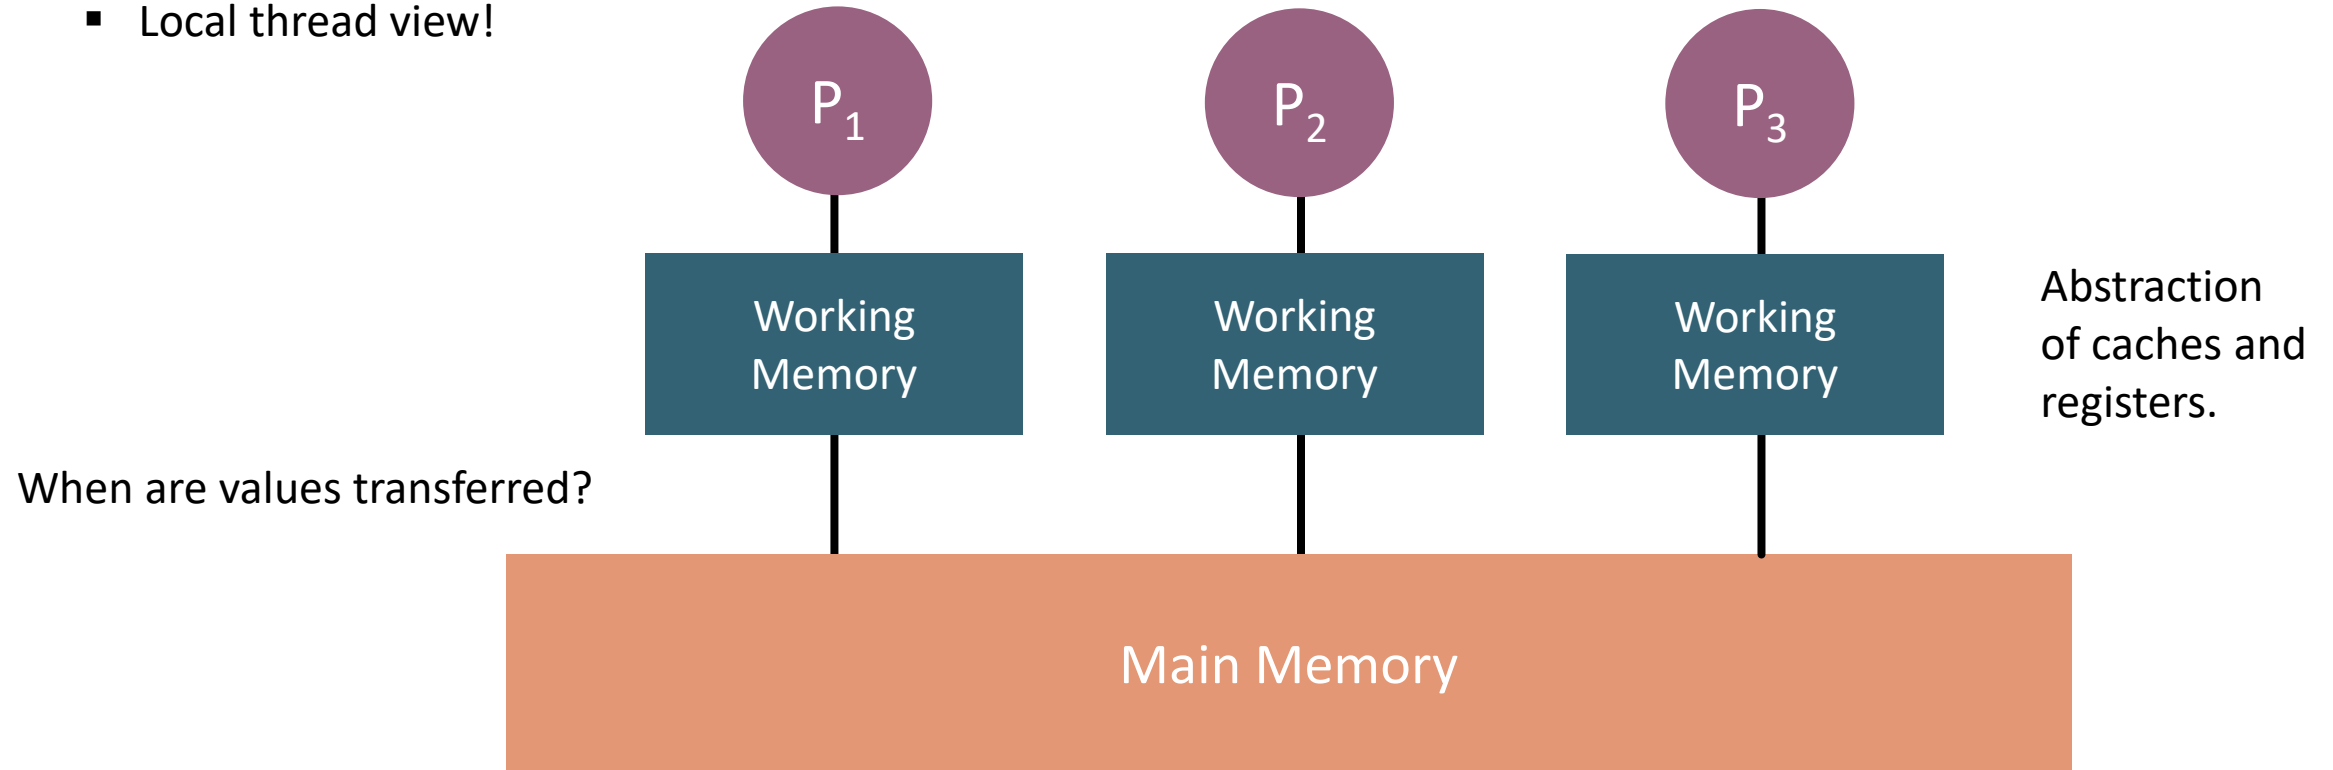 ▪ Local thread view!
P1
P2
P3
Working
Memory
Working
Memory
Working
Memory
Abstraction
of caches and
registers.
When are values transferred?
Main Memory